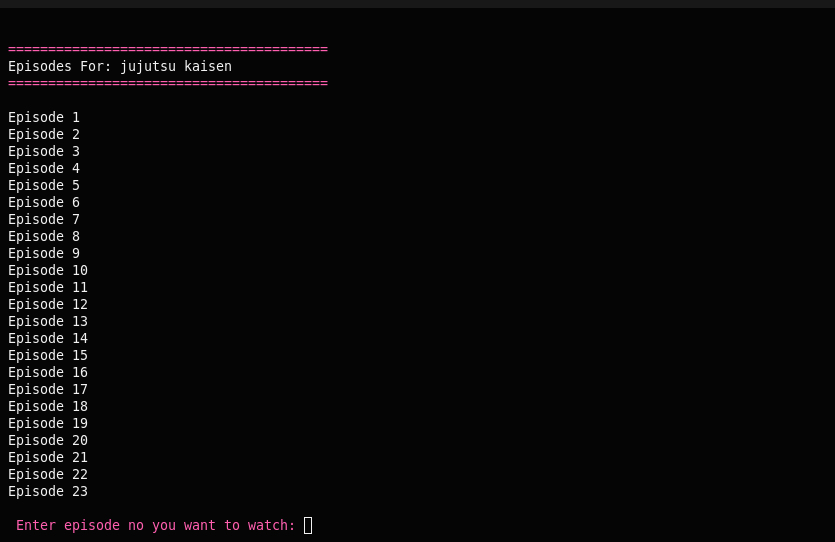 ========================================
Episodes For: jujutsu kaisen
========================================
Episode 1
Episode 2
Episode 3
Episode 4
Episode 5
Episode 6
Episode 7
Episode 8
Episode 9
Episode 10
Episode 11
Episode 12
Episode 13
Episode 14
Episode 15
Episode 16
Episode 17
Episode 18
Episode 19
Episode 20
Episode 21
Episode 22
Episode 23
Enter episode no you want to watch: